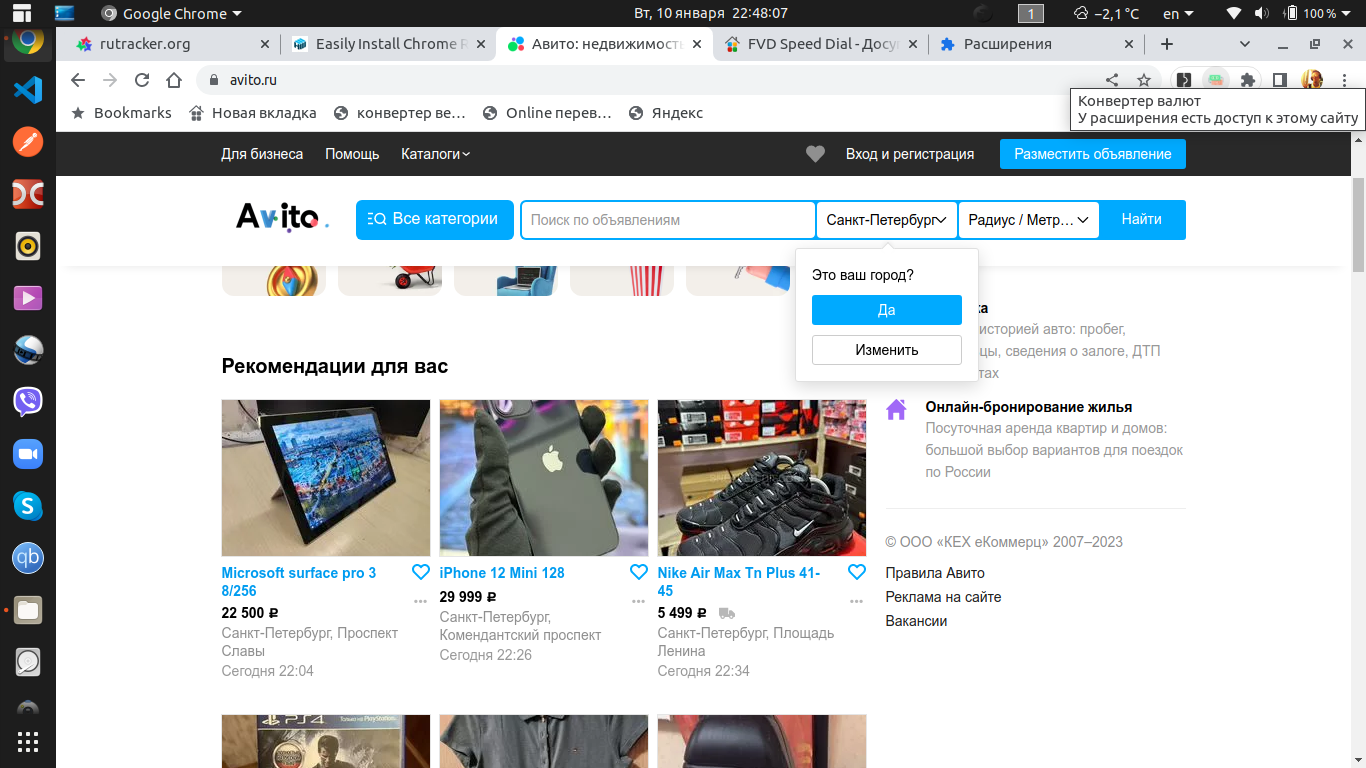 Google Chrome
Вт, 10 января 22:48:07
1
–2,1 °C
en
100 %
rutracker.org
Easily Install Chrome R
Авито: недвижимость
FVD Speed Dial - Досу
Расширения
avito.ru
Конвертер валют
У расширения есть доступ к этому сайту
Bookmarks
Новая вкладка
конвертер ве…
Online перев…
Яндекс
Для бизнеса
Помощь
Каталоги
Вход и регистрация
Разместить объявление
Avito
Все категории
Поиск по объявлениям
Санкт-Петербург
Радиус / Метр…
Найти
Это ваш город?
Да
Изменить
ка
историей авто: пробег,
цы, сведения о залоге, ДТП
тах
Рекомендации для вас
Онлайн-бронирование жилья
Посуточная аренда квартир и домов:
большой выбор вариантов для поездок
по России
Microsoft surface pro 3
8/256
22 500 ₽
Санкт-Петербург, Проспект
Славы
Сегодня 22:04
iPhone 12 Mini 128
29 999 ₽
Санкт-Петербург,
Комендантский проспект
Сегодня 22:26
Nike Air Max Tn Plus 41-
45
5 499 ₽
Санкт-Петербург, Площадь
Ленина
Сегодня 22:34
© ООО «КЕХ еКоммерц» 2007–2023
Правила Авито
Реклама на сайте
Вакансии
PS4
Только на PlayStation
qb